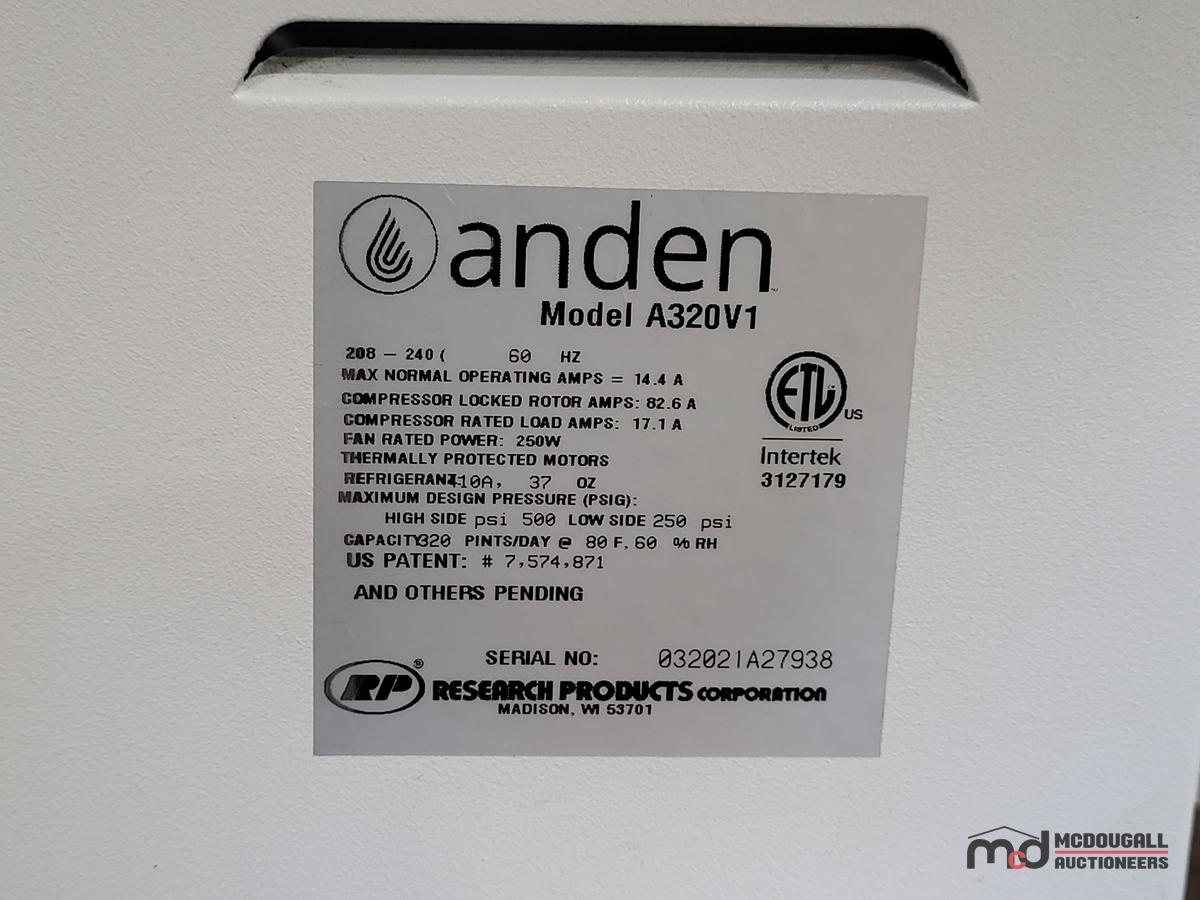 anden
Model A320V1
208 – 240 ( 60 HZ
MAX NORMAL OPERATING AMPS = 14.4 A
COMPRESSOR LOCKED ROTOR AMPS: 82.6 A
COMPRESSOR RATED LOAD AMPS: 17.1 A
FAN RATED POWER: 250W
THERMALLY PROTECTED MOTORS
REFRIGERANT410A, 37 OZ
MAXIMUM DESIGN PRESSURE (PSIG):
HIGH SIDE psi 500 LOW SIDE 250 psi
CAPACITY320 PINTS/DAY @ 80 F, 60 % RH
US PATENT: # 7,574,871
AND OTHERS PENDING
ETL US
LISTED
Intertek
3127179
SERIAL NO: 032021A27938
RP® RESEARCH PRODUCTS CORPORATION
MADISON, WI 53701
mcd MCDOUGALL
AUCTIONEERS